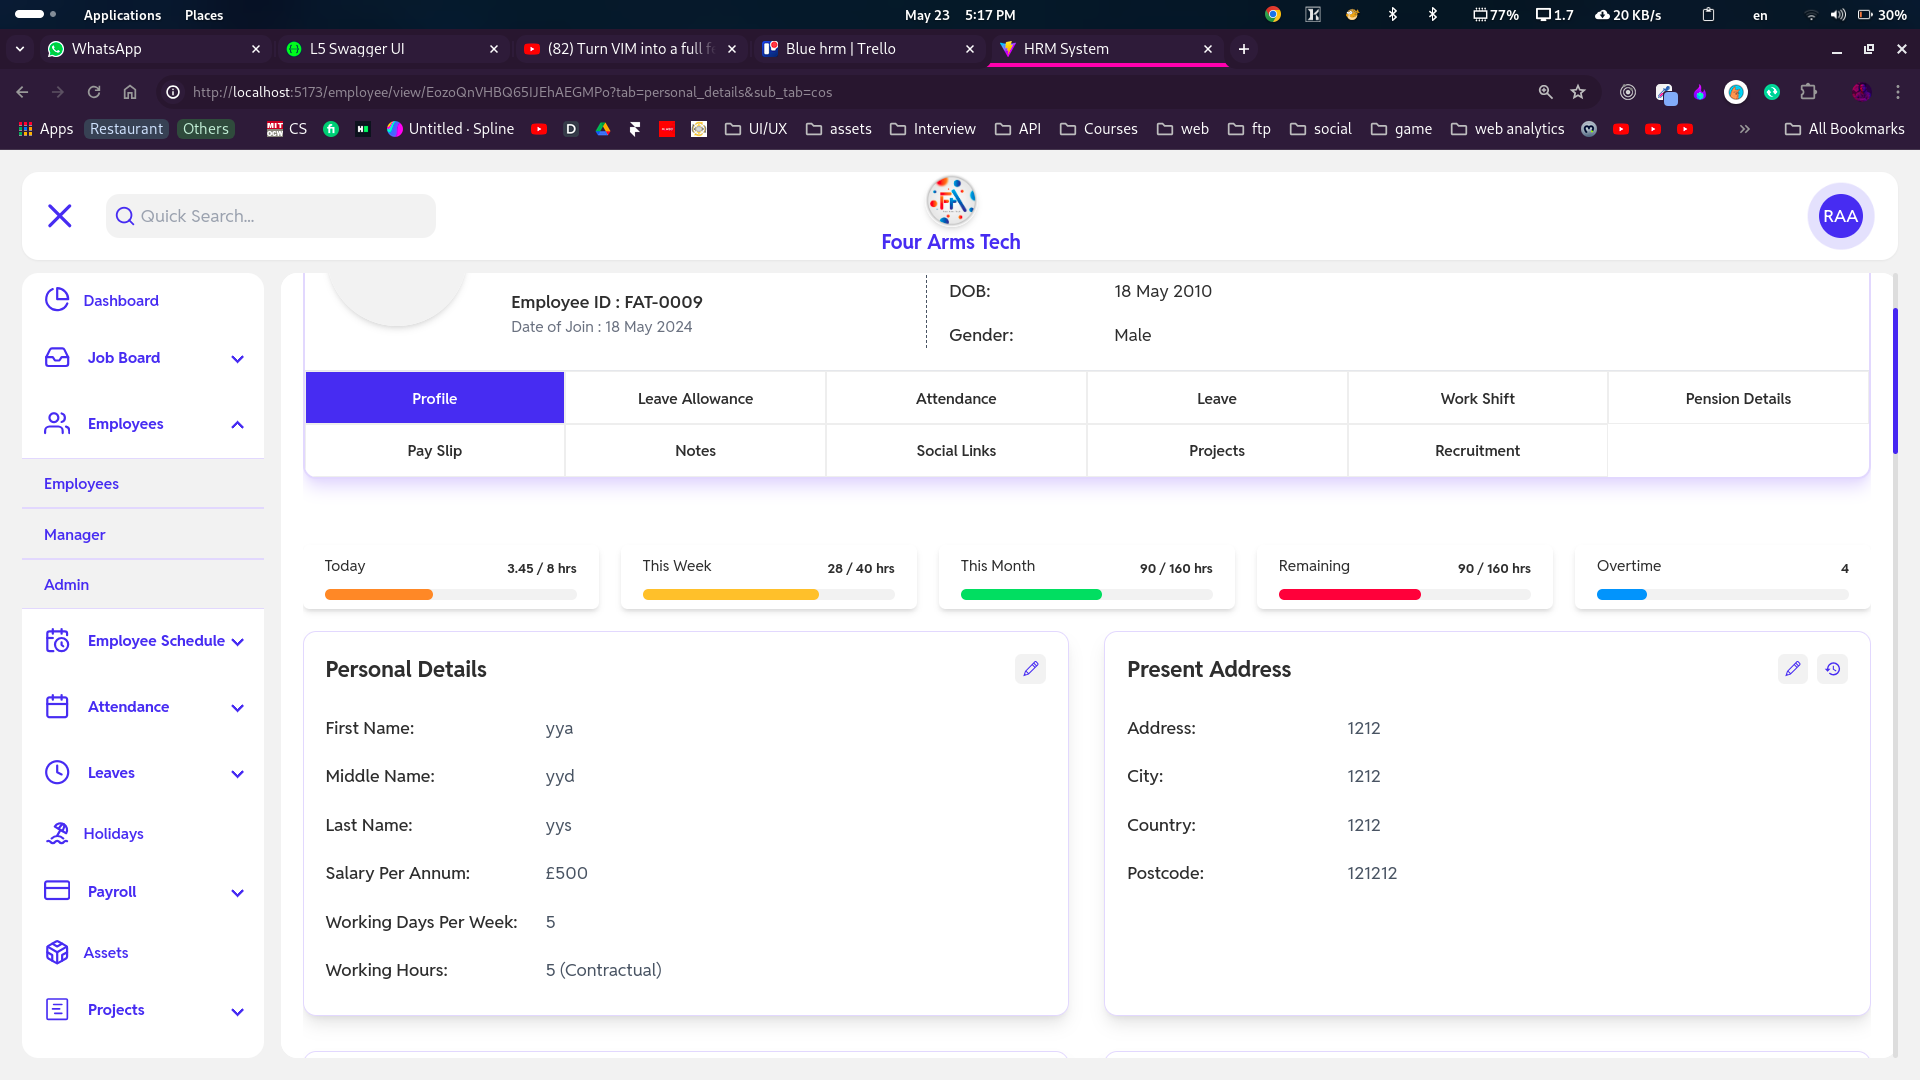 Applications Places May 23 5:17 PM 77% 1.7 20 KB/s en 30%
WhatsApp L5 Swagger UI (82) Turn VIM into a full f Blue hrm | Trello HRM System
http://localhost:5173/employee/view/EozoQnVHBQ65IJEhAEGMPo?tab=personal_details&sub_tab=cos
Apps Restaurant Others CS Untitled · Spline UI/UX assets Interview API Courses web ftp social game web analytics All Bookmarks
Quick Search...
Four Arms Tech
RAA
Dashboard
Job Board
Employees
Employees
Manager
Admin
Employee Schedule
Attendance
Leaves
Holidays
Payroll
Assets
Projects
Employee ID : FAT-0009
Date of Join : 18 May 2024
DOB: 18 May 2010
Gender: Male
Profile Leave Allowance Attendance Leave Work Shift Pension Details
Pay Slip Notes Social Links Projects Recruitment
Today 3.45 / 8 hrs
This Week 28 / 40 hrs
This Month 90 / 160 hrs
Remaining 90 / 160 hrs
Overtime 4
Personal Details
First Name: yya
Middle Name: yyd
Last Name: yys
Salary Per Annum: £500
Working Days Per Week: 5
Working Hours: 5 (Contractual)
Present Address
Address: 1212
City: 1212
Country: 1212
Postcode: 121212